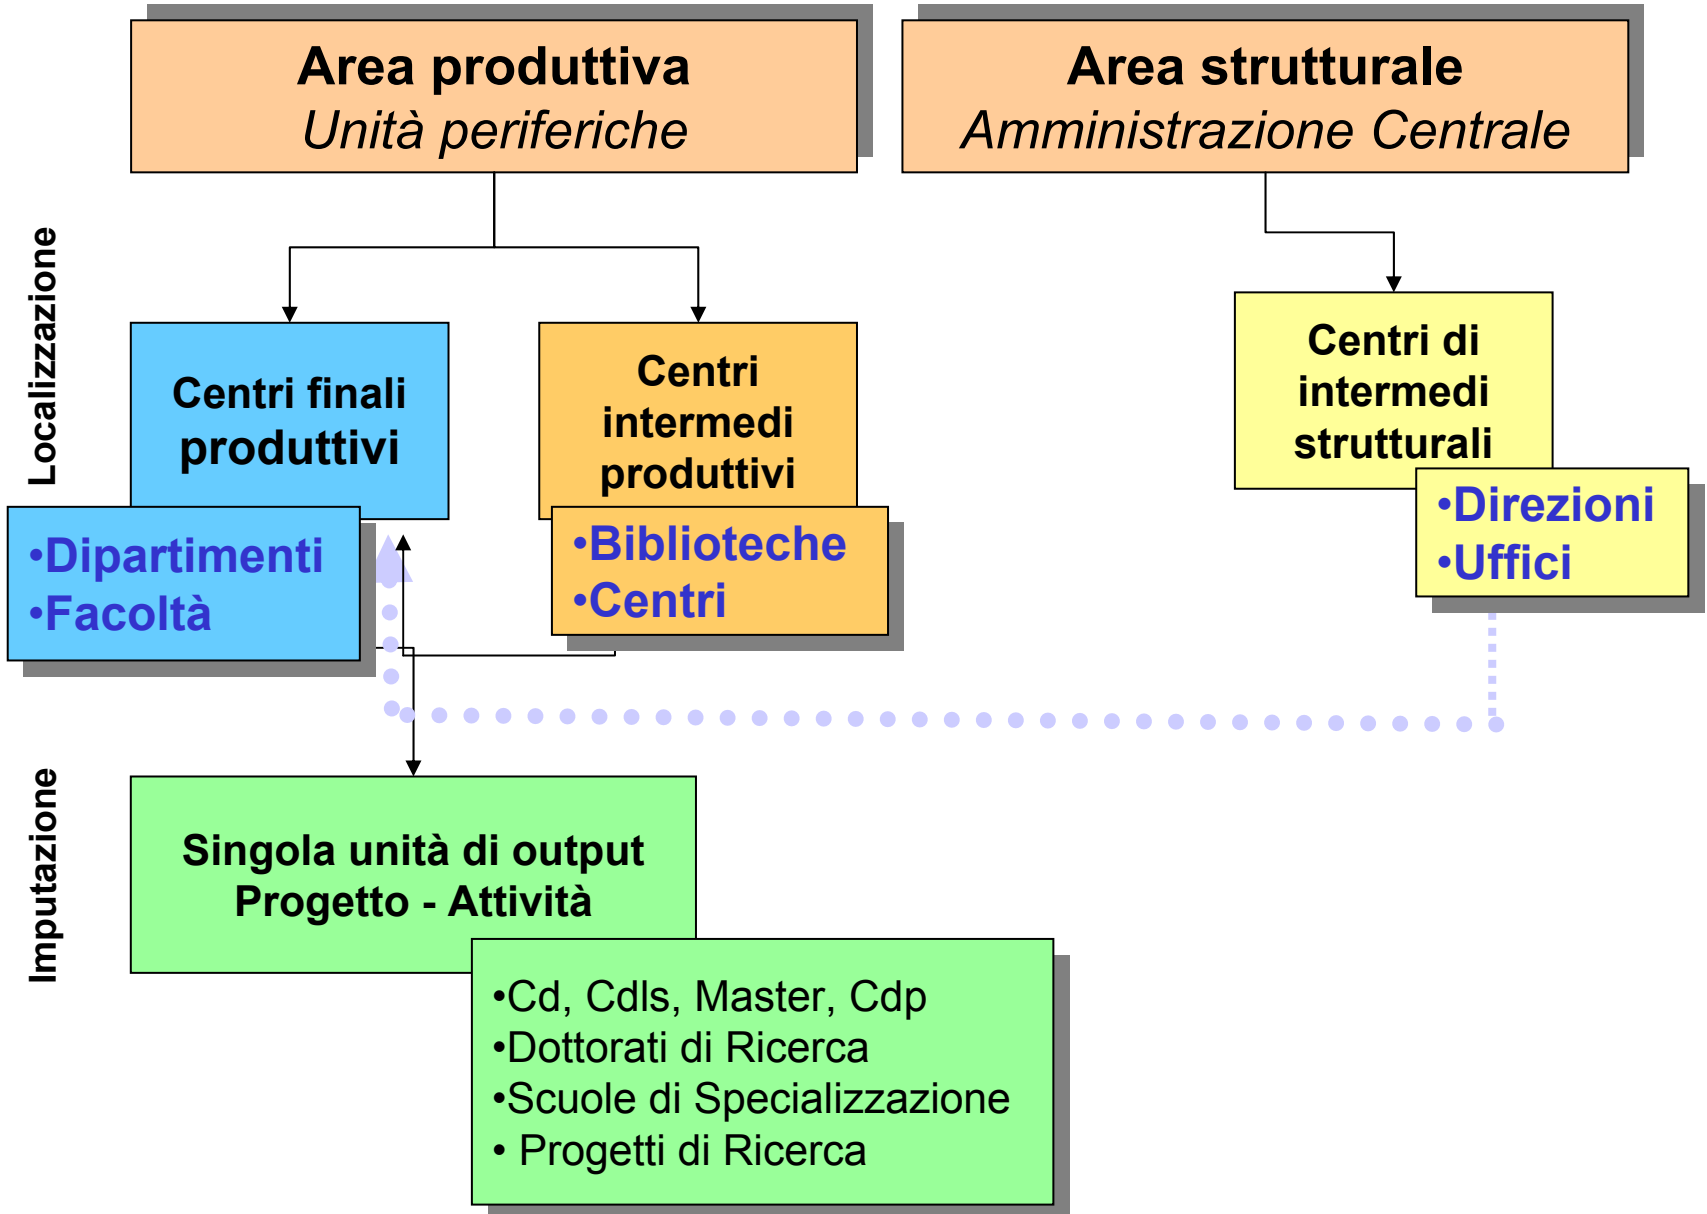 Area produttiva
Unità periferiche
Area strutturale
Amministrazione Centrale
Localizzazione
Centri finali
produttivi
Centri
intermedi
produttivi
Centri di
intermedi
strutturali
•Dipartimenti
•Facoltà
•Biblioteche
•Centri
•Direzioni
•Uffici
Imputazione
Singola unità di output
Progetto - Attività
•Cd, Cdls, Master, Cdp
•Dottorati di Ricerca
•Scuole di Specializzazione
• Progetti di Ricerca